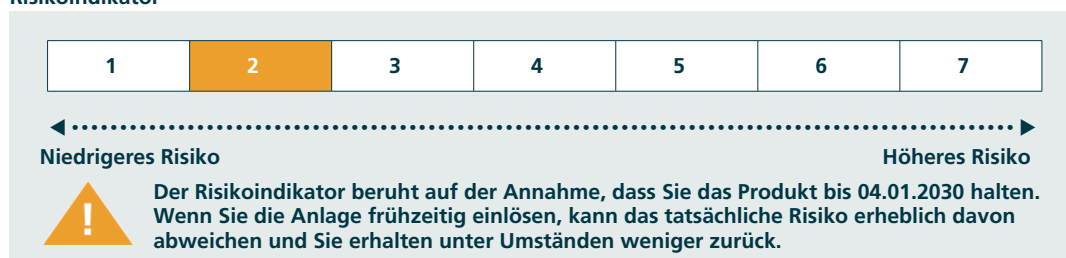 Risikoindikator
1 2 3 4 5 6 7
Niedrigeres Risiko Höheres Risiko
! Der Risikoindikator beruht auf der Annahme, dass Sie das Produkt bis 04.01.2030 halten.
Wenn Sie die Anlage frühzeitig einlösen, kann das tatsächliche Risiko erheblich davon
abweichen und Sie erhalten unter Umständen weniger zurück.